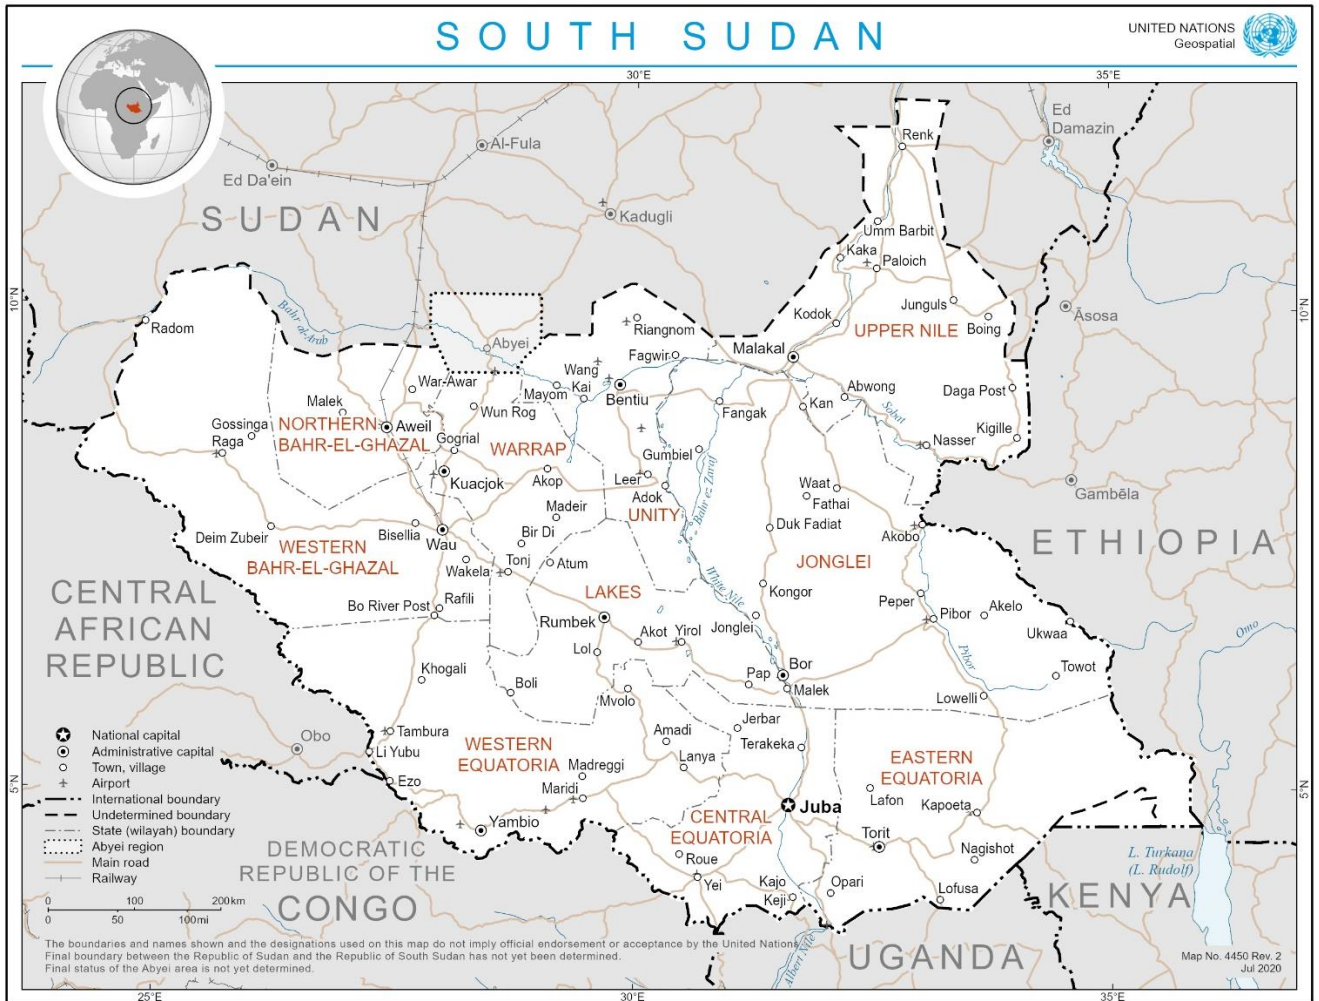 SOUTH SUDAN
UNITED NATIONS
Geospatial
30°E
35°E
Ed
Damazin
Renk
Al-Fula
Ed Da'ein
SUDAN
Kadugli
Umm Barbit
Kaka
Paloich
10°N
10°N
Bahr al-Arab
Radom
Riangnom
Kodok
Junguls
Boing
Āsosa
UPPER NILE
Abyei
Fagwir
Malakal
War-Awar
Wang
Kai
Mayom
Bentiu
Abwong
Daga Post
Malek
Wun Rog
Fangak
Kan
Sobat
Gossinga
NORTHERN
BAHR-EL-GHAZAL
Aweil
Raga
Gogrial
WARRAP
Nasser
Kigille
Gumbiel
Kuacjok
Akop
Leer
Adok
Bahr ez Zaraf
Waat
Fathai
Gambēla
Madeir
UNITY
Duk Fadiat
Akobo
Deim Zubeir
Bisellia
Wau
Bir Di
ETHIOPIA
WESTERN
BAHR-EL-GHAZAL
Wakela
Tonj
Atum
JONGLEI
CENTRAL
AFRICAN
REPUBLIC
LAKES
White Nile
Kongor
Bo River Post
Rafili
Peper
Pibor
Akelo
Ukwaa
Omo
Rumbek
Akot
Yirol
Jonglei
Lol
Pibor
Khogali
Boli
Bor
Towot
Pap
Malek
Lowelli
Mvolo
Tambura
Obo
Li Yubu
Amadi
Jerbar
Terakeka
WESTERN
EQUATORIA
Lanya
EASTERN
EQUATORIA
Ezo
Madreggi
Maridi
5°N
5°N
Lafon
Kapoeta
Juba
CENTRAL
EQUATORIA
Yambio
Torit
Nagishot
DEMOCRATIC
REPUBLIC OF THE
CONGO
Roue
Yei
Kajo
Keji
Opari
Lofusa
L. Turkana
(L. Rudolf)
KENYA
UGANDA
Albert Nile
National capital
Administrative capital
Town, village
Airport
International boundary
Undetermined boundary
State (wilayah) boundary
Abyei region
Main road
Railway
0 100 200 km
0 50 100 mi
The boundaries and names shown and the designations used on this map do not imply official endorsement or acceptance by the United Nations.
Final boundary between the Republic of Sudan and the Republic of South Sudan has not yet been determined.
Final status of the Abyei area is not yet determined.
Map No. 4450 Rev. 2
Jul 2020
25°E
30°E
35°E